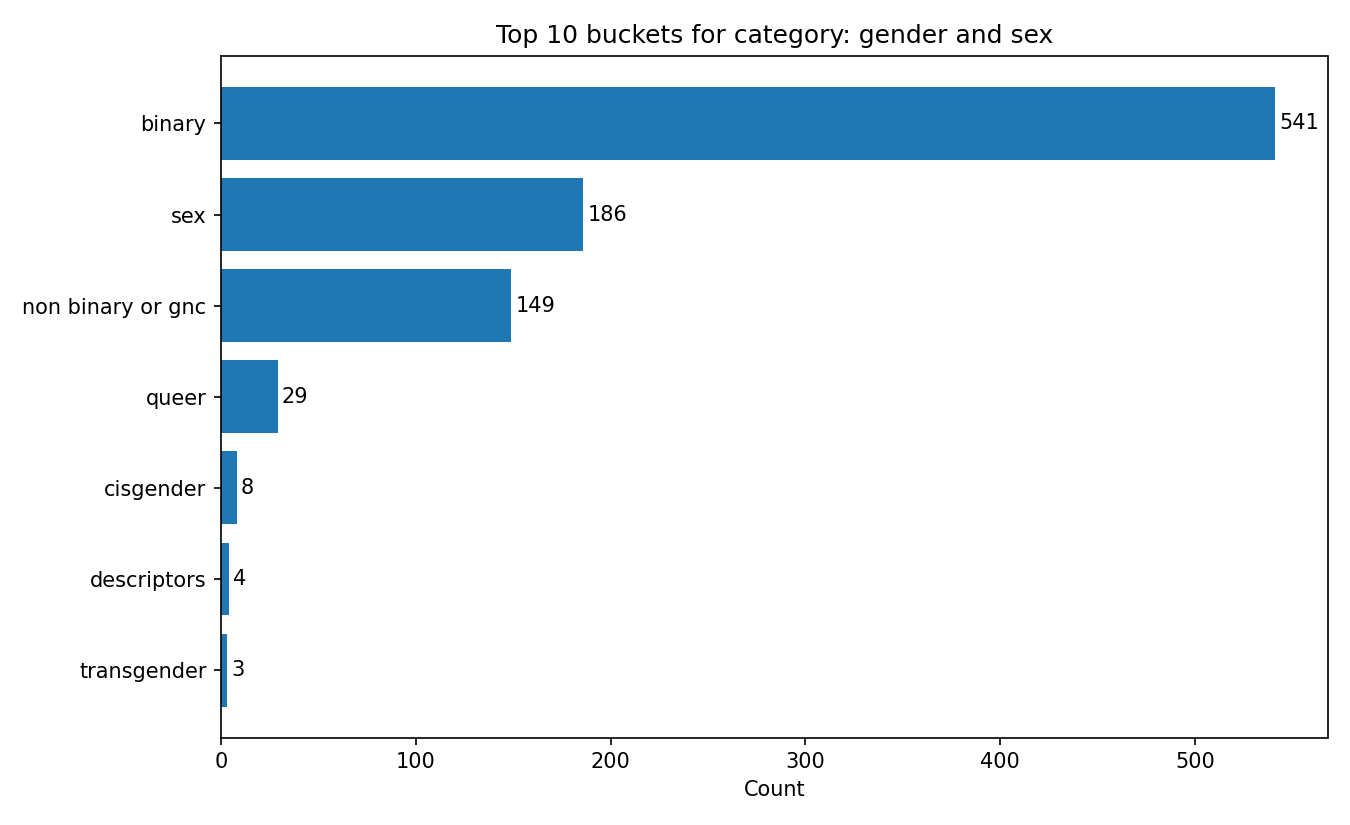 Top 10 buckets for category: gender and sex
binary 541
sex 186
non binary or gnc 149
queer 29
cisgender 8
descriptors 4
transgender 3
0 100 200 300 400 500
Count